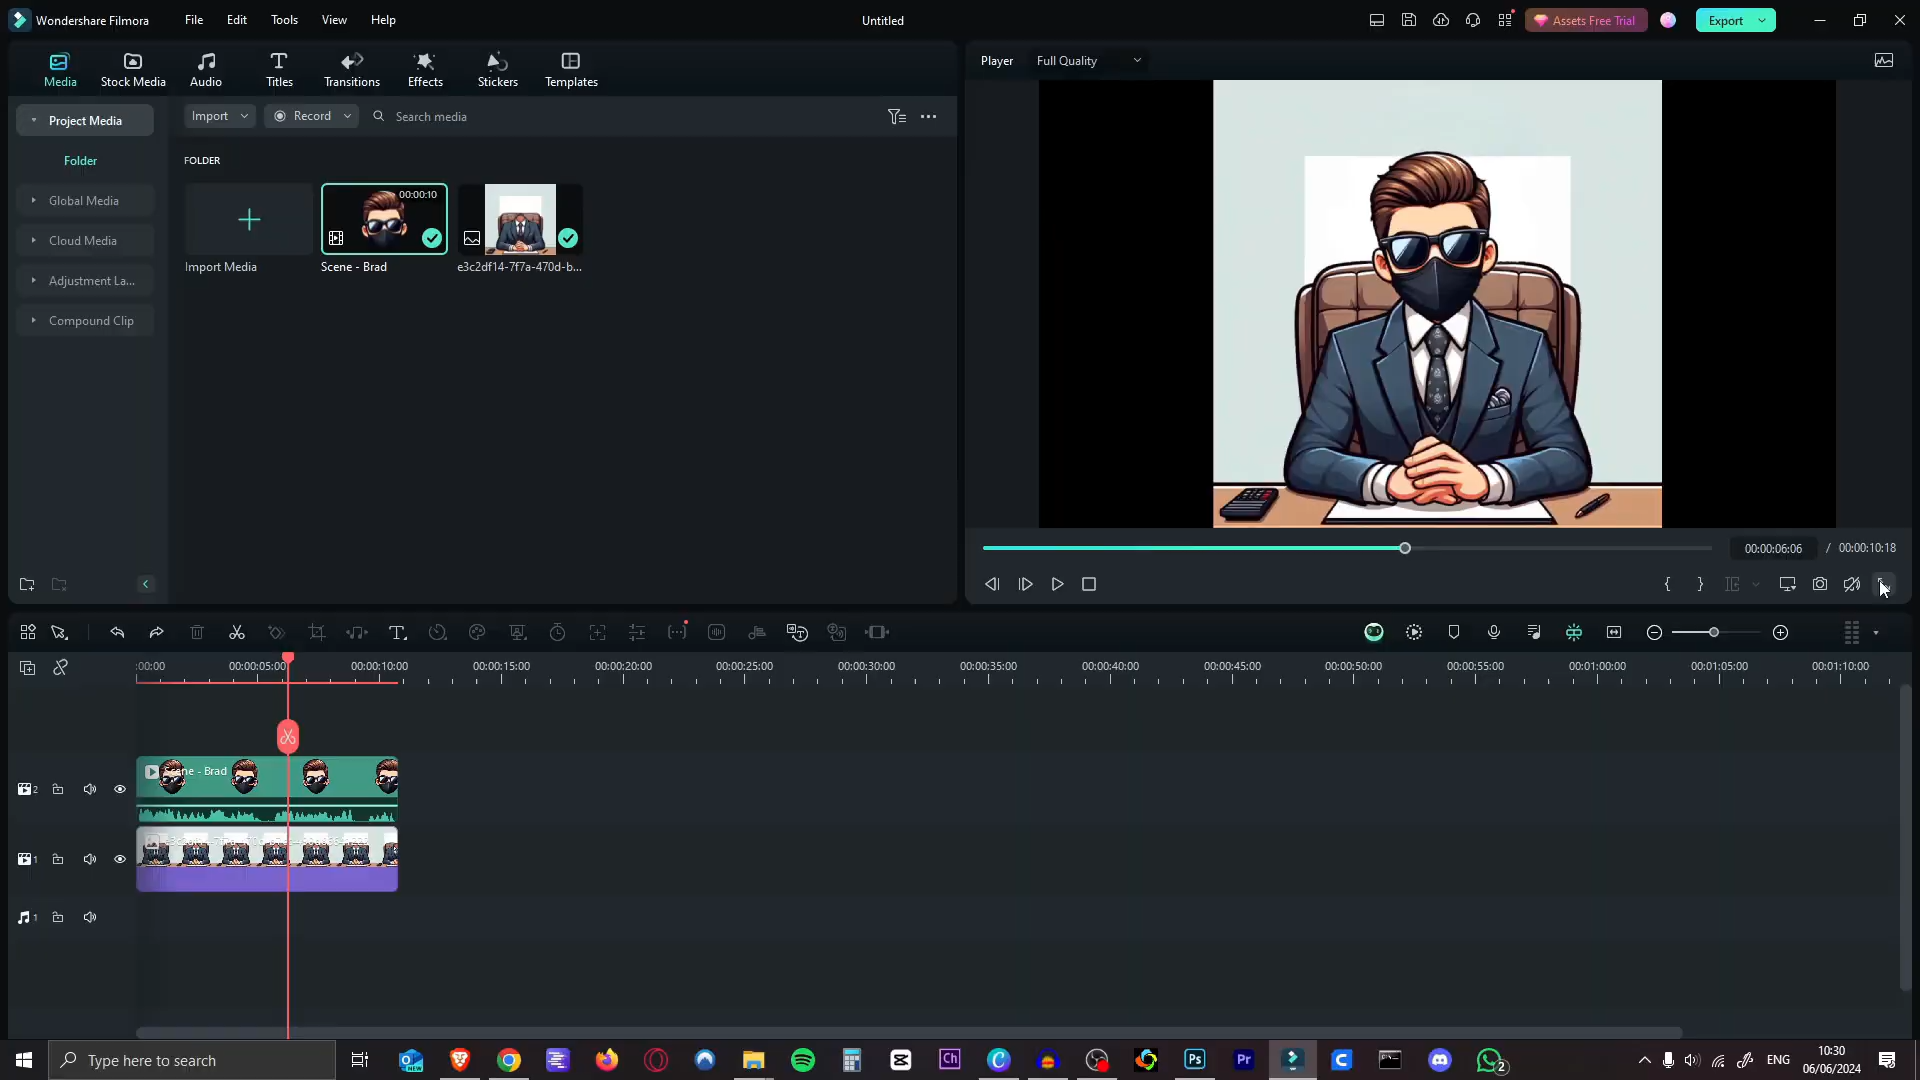 Wondershare Filmora File Edit Tools View Help Untitled Assets Free Trial Export
Media Stock Media Audio Titles Transitions Effects Stickers Templates
Player Full Quality
Project Media
Import Record Search media
Folder
FOLDER
Global Media
00:00:10
Cloud Media
Import Media Scene - Brad e3c2df14-7f7a-470d-b...
Adjustment La...
Compound Clip
00:00:06:06 / 00:00:10:18
:00:00 00:00:05:00 00:00:10:00 00:00:15:00 00:00:20:00 00:00:25:00 00:00:30:00 00:00:35:00 00:00:40:00 00:00:45:00 00:00:50:00 00:00:55:00 00:01:00:00 00:01:05:00 00:01:10:00
Scene - Brad
2
1
1
Type here to search
ENG
10:30
06/06/2024
2